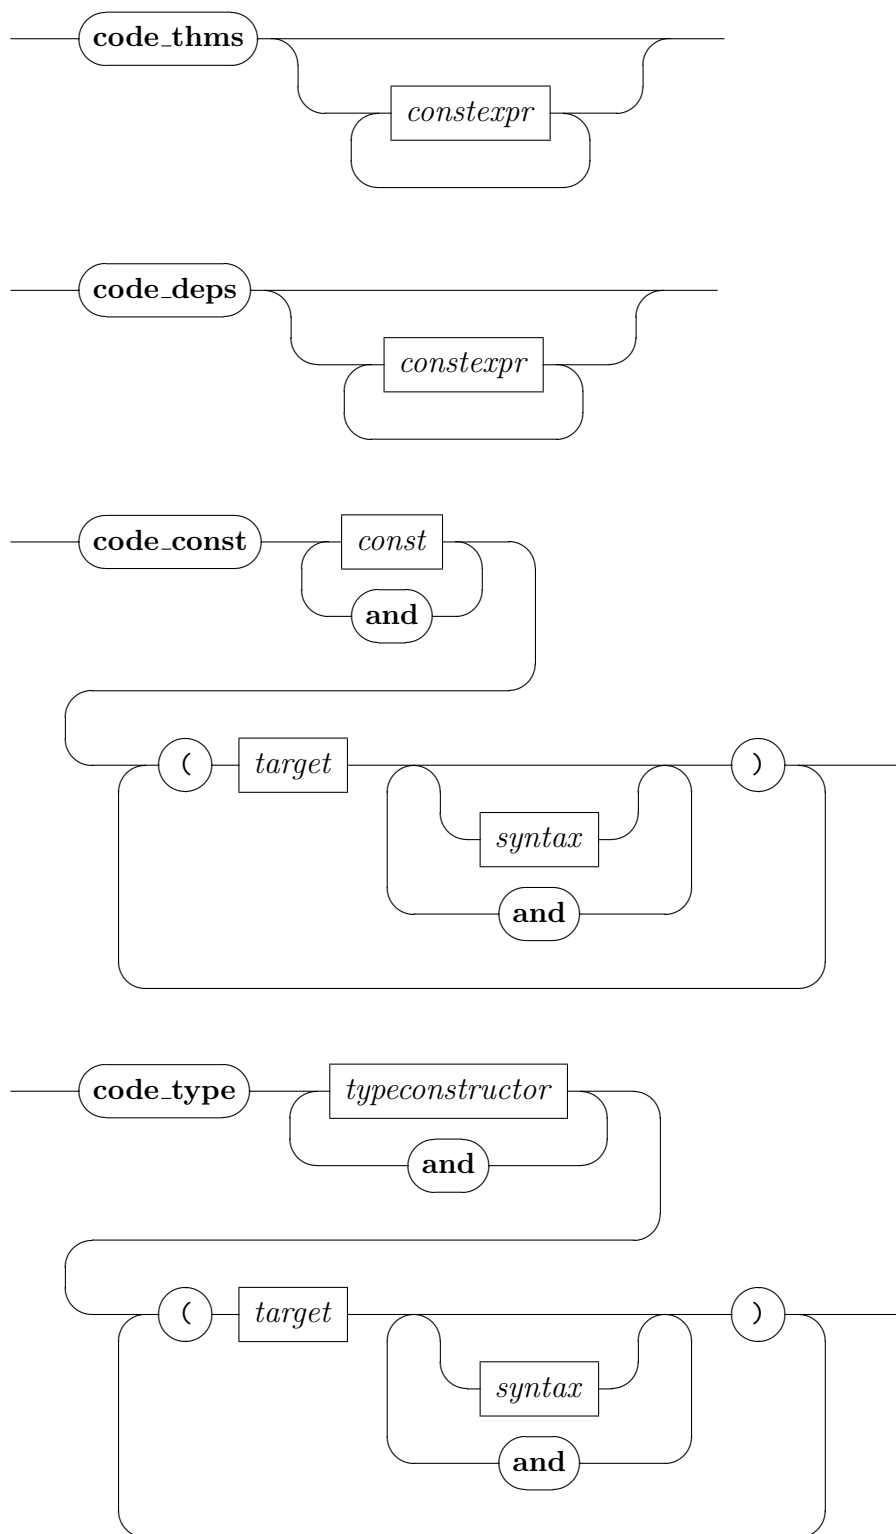 code_thms
constexpr
code_deps
constexpr
code_const const
and
( target )
syntax
and
code_type typeconstructor
and
( target )
syntax
and